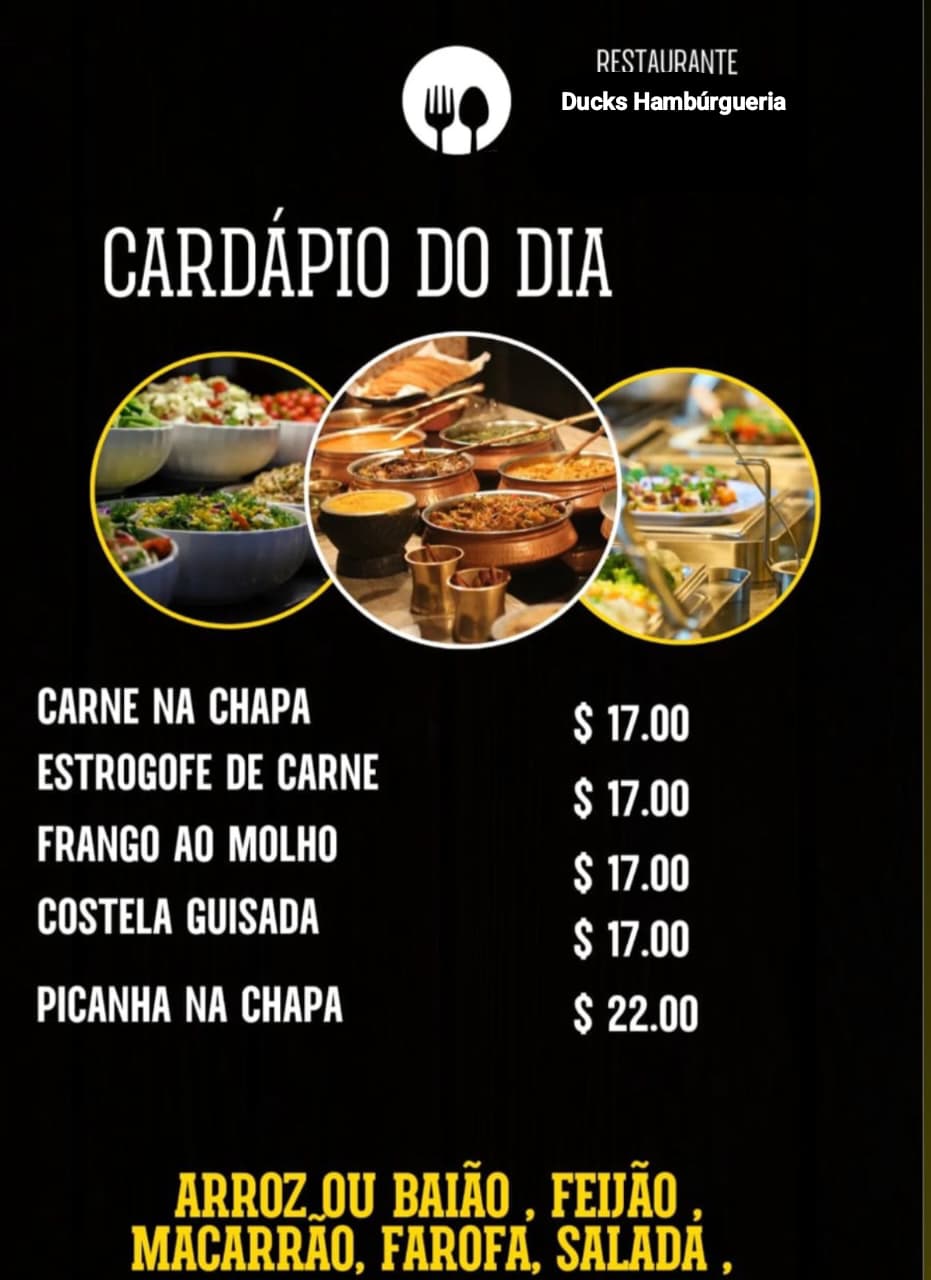 RESTAURANTE
Ducks Hambúrgueria
CARDÁPIO DO DIA
CARNE NA CHAPA $ 17.00
ESTROGOFE DE CARNE $ 17.00
FRANGO AO MOLHO $ 17.00
COSTELA GUISADA $ 17.00
PICANHA NA CHAPA $ 22.00
ARROZ OU BAIÃO , FEIJÃO ,
MACARRÃO, FAROFA, SALADA ,